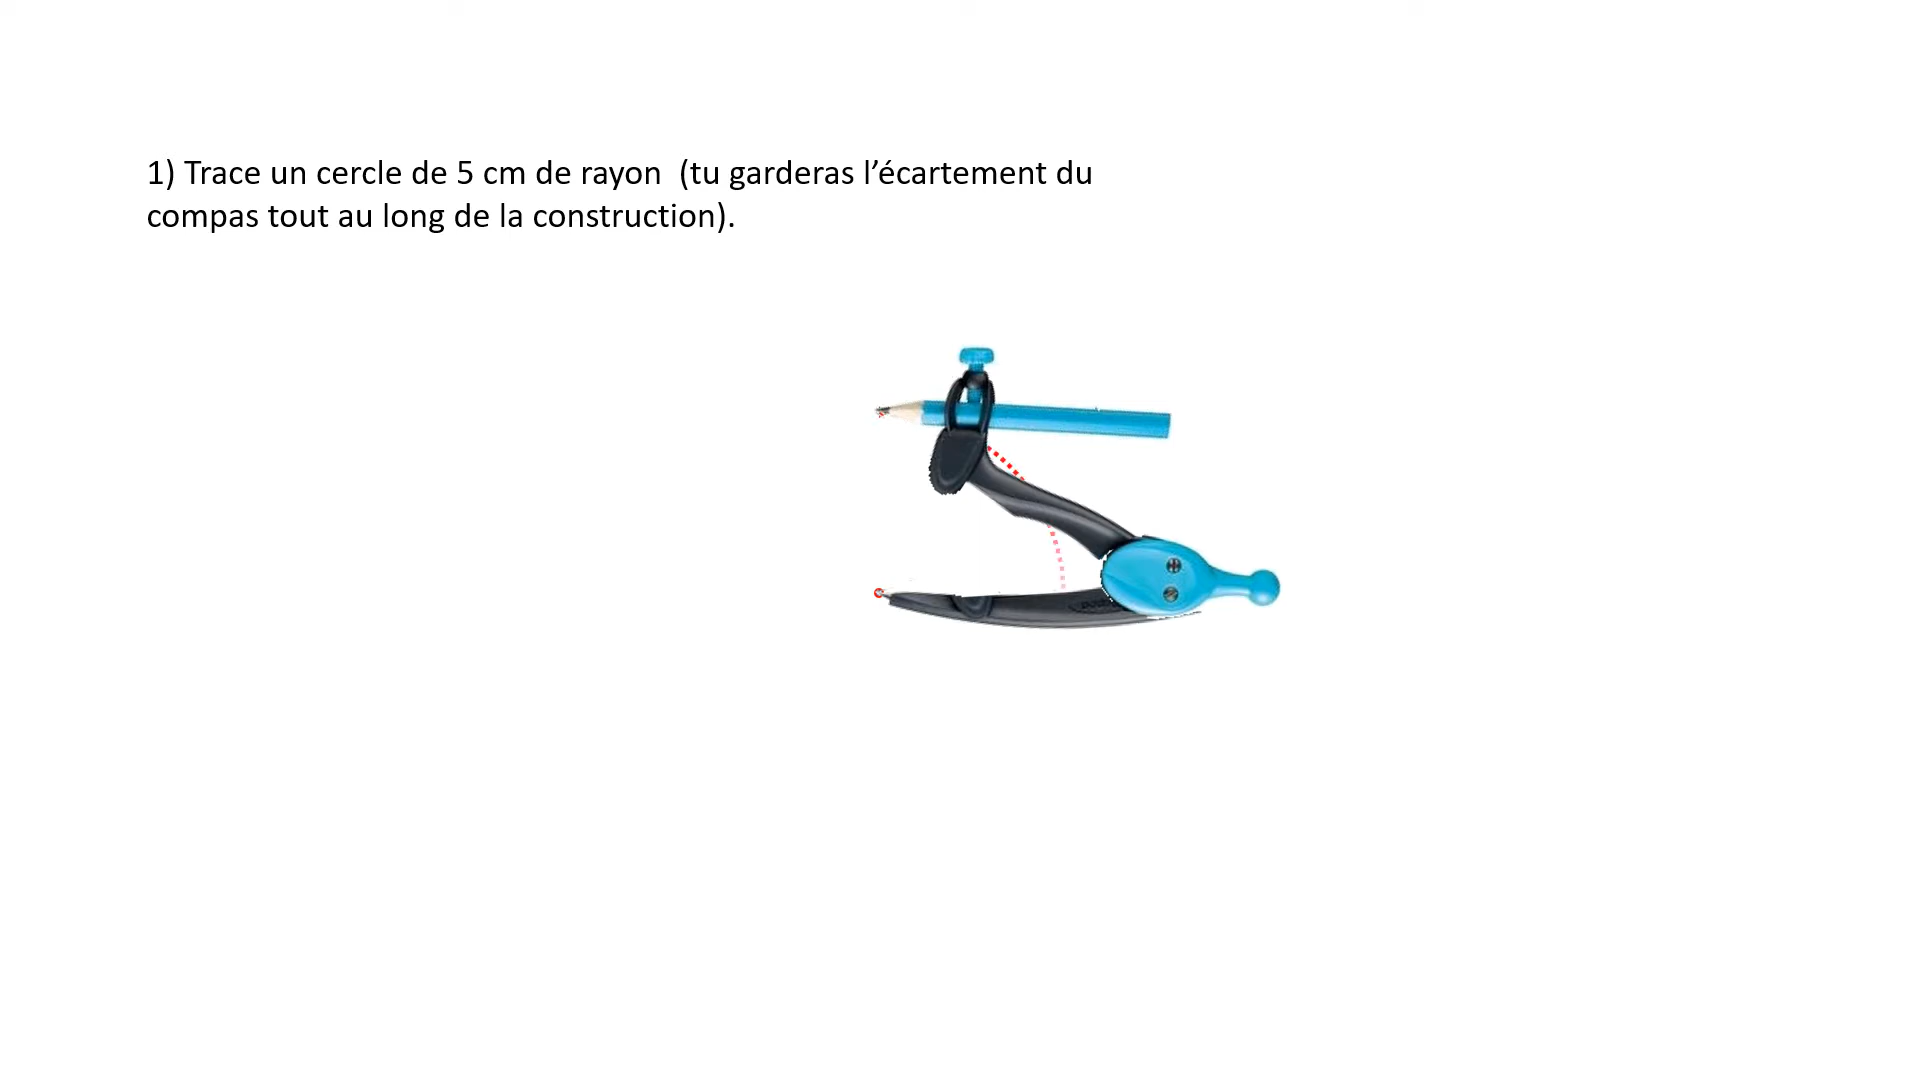 1) Trace un cercle de 5 cm de rayon  (tu garderas l’écartement du
compas tout au long de la construction).